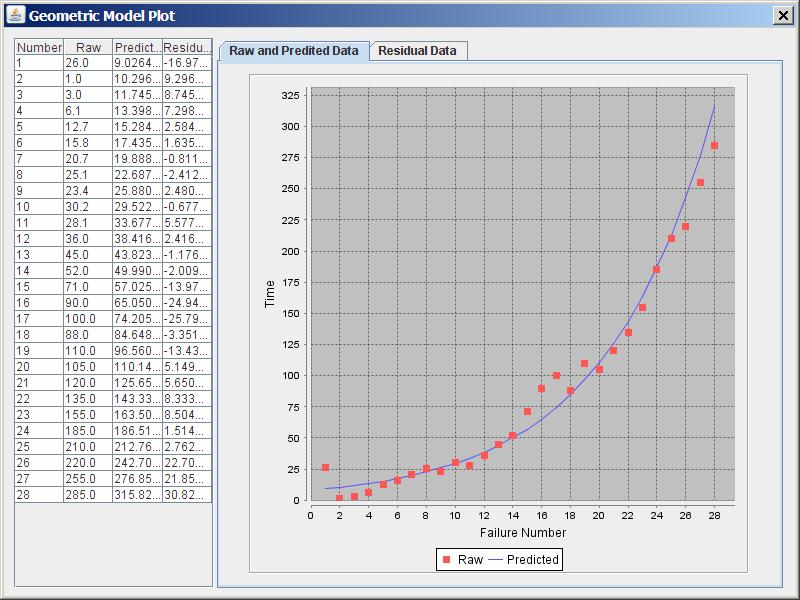 Geometric Model Plot
Number Raw Predict... Residu...
1 26.0 9.0264... -16.97...
2 1.0 10.296... 9.296...
3 3.0 11.745... 8.745...
4 6.1 13.398... 7.298...
5 12.7 15.284... 2.584...
6 15.8 17.435... 1.635...
7 20.7 19.888... -0.811...
8 25.1 22.687... -2.412...
9 23.4 25.880... 2.480...
10 30.2 29.522... -0.677...
11 28.1 33.677... 5.577...
12 36.0 38.416... 2.416...
13 45.0 43.823... -1.176...
14 52.0 49.990... -2.009...
15 71.0 57.025... -13.97...
16 90.0 65.050... -24.94...
17 100.0 74.205... -25.79...
18 88.0 84.648... -3.351...
19 110.0 96.560... -13.43...
20 105.0 110.14... 5.149...
21 120.0 125.65... 5.650...
22 135.0 143.33... 8.333...
23 155.0 163.50... 8.504...
24 185.0 186.51... 1.514...
25 210.0 212.76... 2.762...
26 220.0 242.70... 22.70...
27 255.0 276.85... 21.85...
28 285.0 315.82... 30.82...
Raw and Predited Data Residual Data
325
300
275
250
225
200
175
150
125
100
75
50
25
0
Time
0 2 4 6 8 10 12 14 16 18 20 22 24 26 28
Failure Number
Raw Predicted